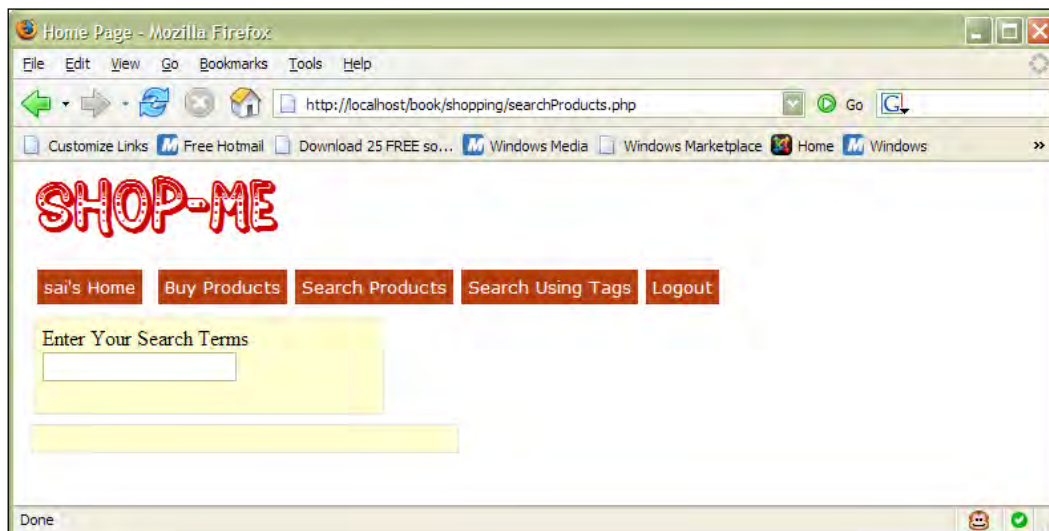 Home Page - Mozilla Firefox
File Edit View Go Bookmarks Tools Help
http://localhost/book/shopping/searchProducts.php Go G
Customize Links Free Hotmail Download 25 FREE so... Windows Media Windows Marketplace Home Windows »
SHOP-ME
sai's Home Buy Products Search Products Search Using Tags Logout
Enter Your Search Terms
Done